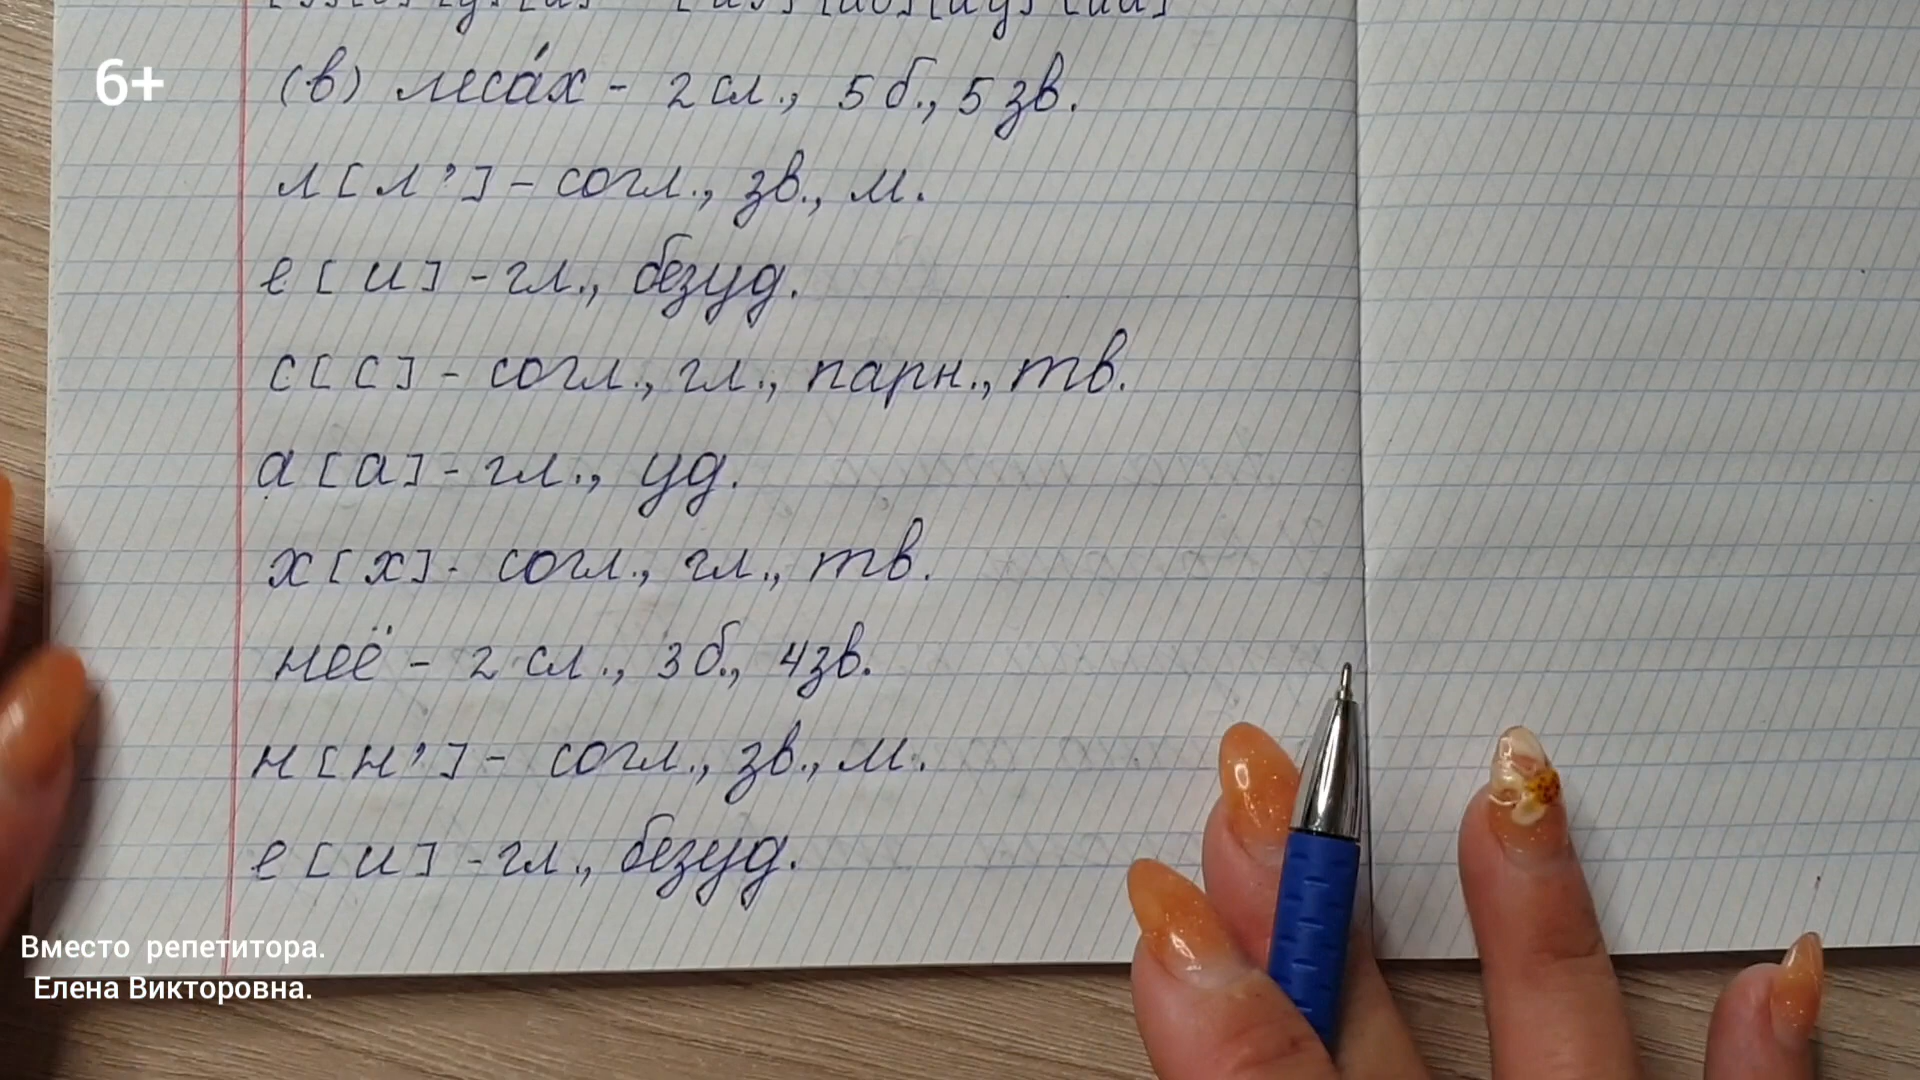 6+
(в) леса́х - 2 сл., 5 б., 5 зв.
л [л’] - согл., зв., м.
е [и] - гл., безуд.
с [с] - согл., гл., парн., тв.
а [а] - гл., уд.
х [х] - согл., гл., тв.
неё - 2 сл., 3 б., 4 зв.
н [н’] - согл., зв., м.
е [и] - гл., безуд.
Вместо репетитора.
Елена Викторовна.